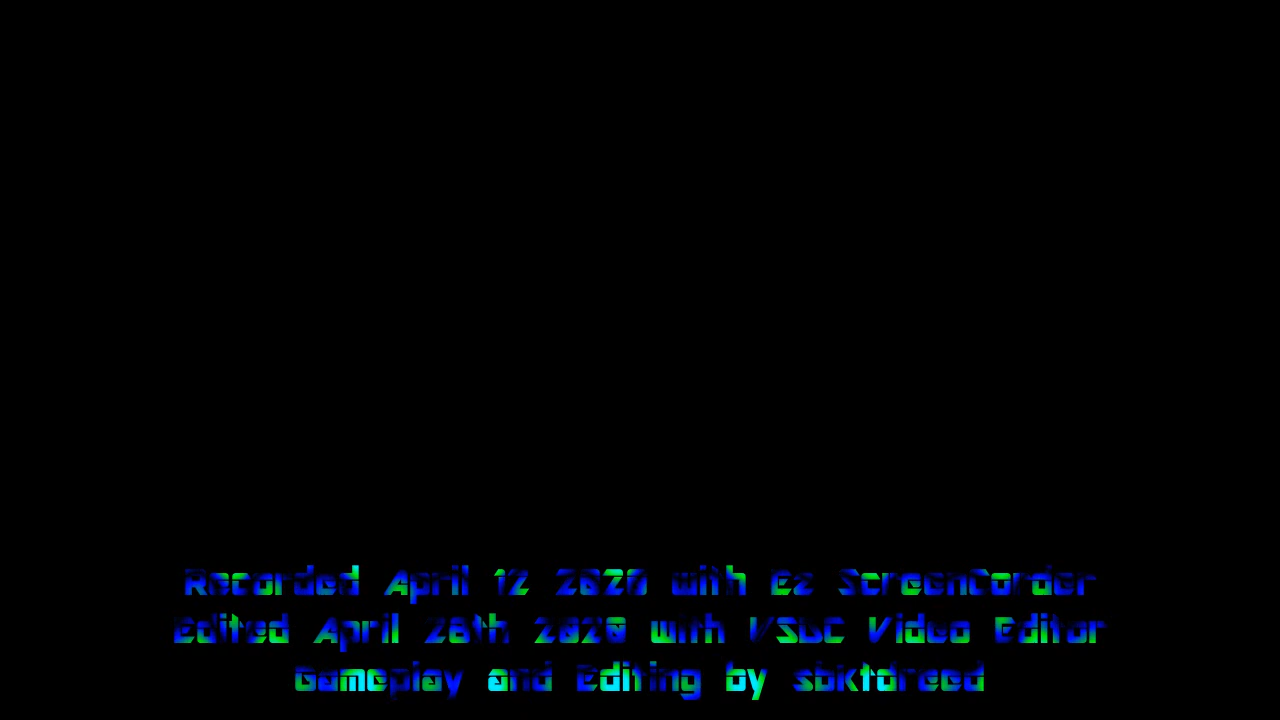 Recorded April 12 2020 with Ez ScreenCorder
Edited April 28th 2020 with VSDC Video Editor
Gameplay and Editing by